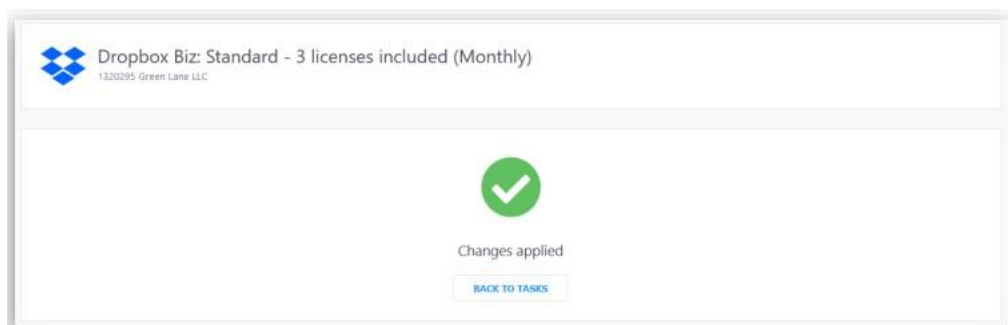 Dropbox Biz: Standard - 3 licenses included (Monthly)
1320295 Green Lane LLC
Changes applied
BACK TO TASKS